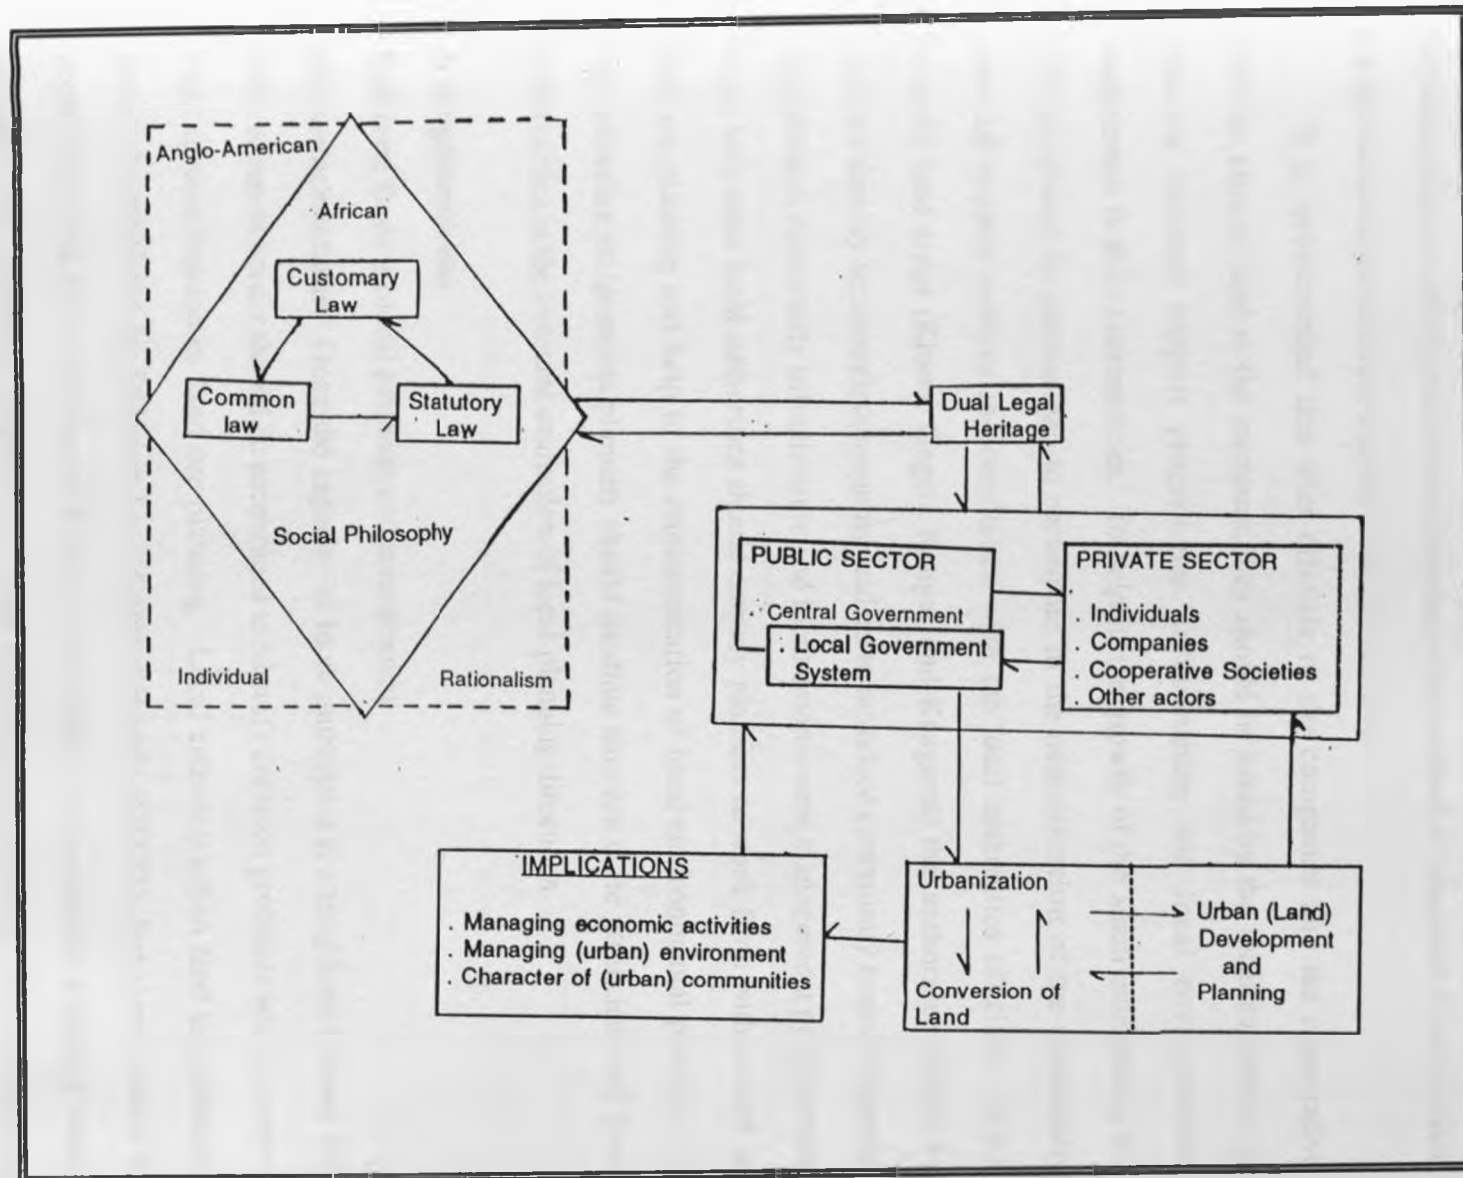 Anglo-American
African
Customary
Law
Common
law
Statutory
Law
Social Philosophy
Individual
Rationalism
Dual Legal
Heritage
PUBLIC SECTOR
. Central Government
. Local Government
System
PRIVATE SECTOR
. Individuals
. Companies
. Cooperative Societies
. Other actors
IMPLICATIONS
. Managing economic activities
. Managing (urban) environment
. Character of (urban) communities
Urbanization
Conversion of
Land
Urban (Land)
Development
and
Planning